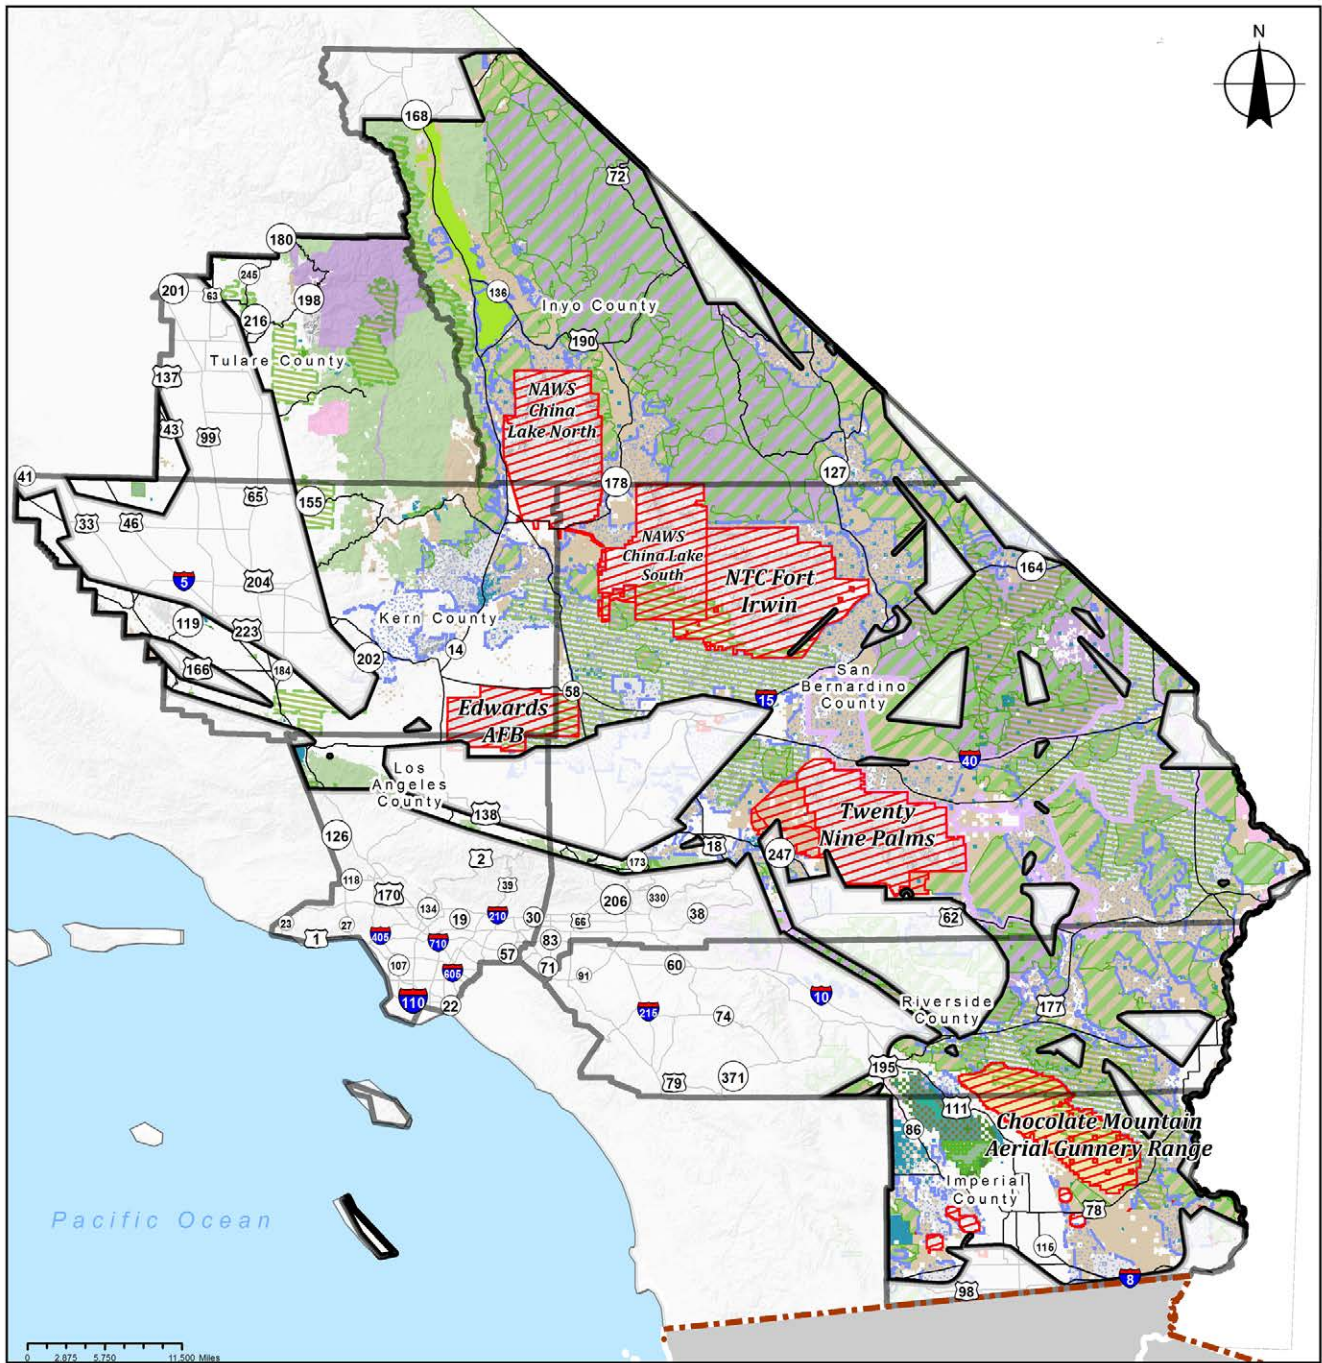 N
168
72
180
245
201
63
198
136
216
Inyo County
190
Tulare County
137
NAWS
China
Lake North
43
99
127
41
178
65
155
33
46
NAWS
China Lake
South
164
NTC Fort
Irwin
5
204
119
Kern County
223
14
202
166
184
San
Bernardino
County
58
15
Edwards
AFB
40
Los
Angeles
County
138
Twenty
Nine Palms
126
18
247
2
173
118
39
170
206
330
134
19
210
30
66
38
62
23
27
1
405
710
83
57
107
605
71
91
60
110
22
10
Riverside
County
177
215
74
195
79
371
111
86
Chocolate Mountain
Aerial Gunnery Range
Imperial
County
78
Pacific Ocean
115
8
98
0 2.875 5.750 11.500 Miles